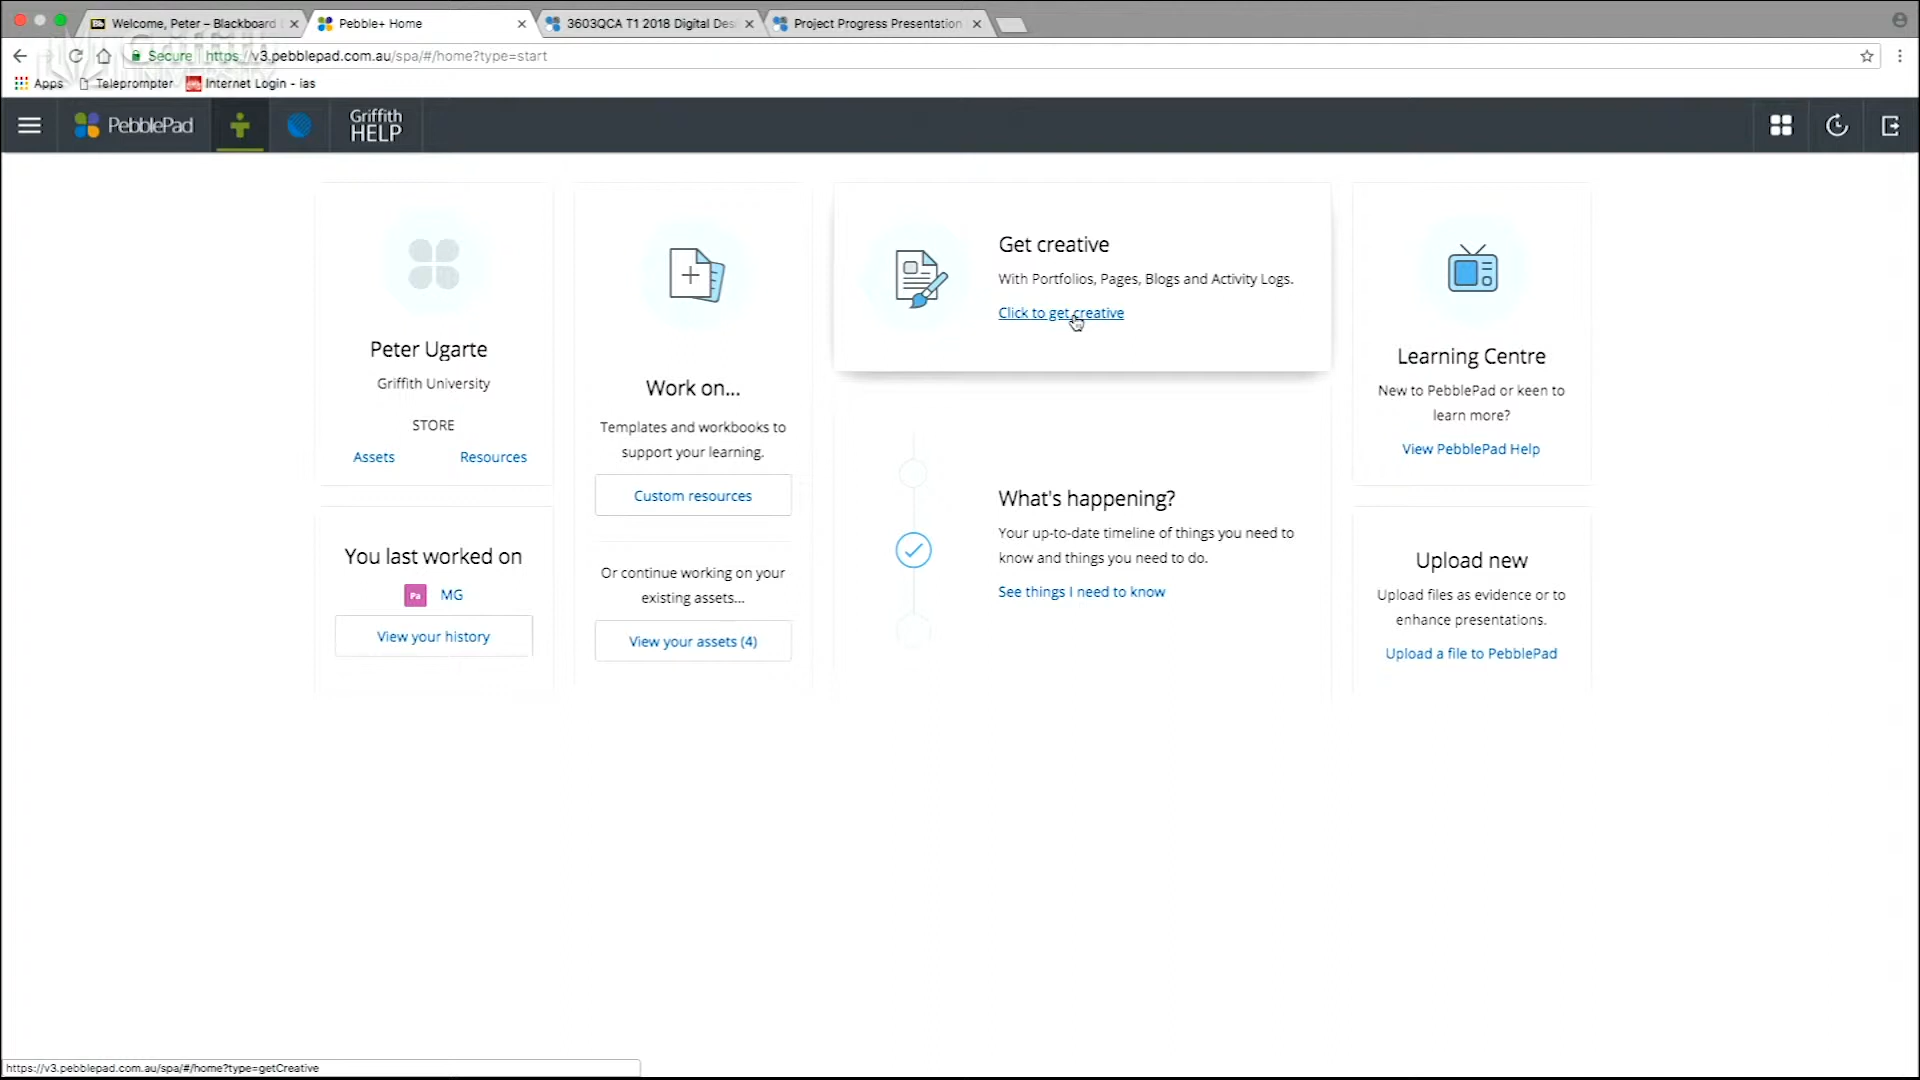 Welcome, Peter – Blackboard
Pebble+ Home
3603QCA T1 2018 Digital Des
Project Progress Presentation
Secure
https://v3.pebblepad.com.au/spa/#/home?type=start
Griffith
UNIVERSITY
Apps
Teleprompter
Internet Login - ias
PebblePad
Griffith
HELP
Peter Ugarte
Griffith University
STORE
Assets
Resources
You last worked on
Pa
MG
View your history
Work on...
Templates and workbooks to
support your learning.
Custom resources
Or continue working on your
existing assets...
View your assets (4)
Get creative
With Portfolios, Pages, Blogs and Activity Logs.
Click to get creative
What's happening?
Your up-to-date timeline of things you need to
know and things you need to do.
See things I need to know
Learning Centre
New to PebblePad or keen to
learn more?
View PebblePad Help
Upload new
Upload files as evidence or to
enhance presentations.
Upload a file to PebblePad
https://v3.pebblepad.com.au/spa/#/home?type=getCreative